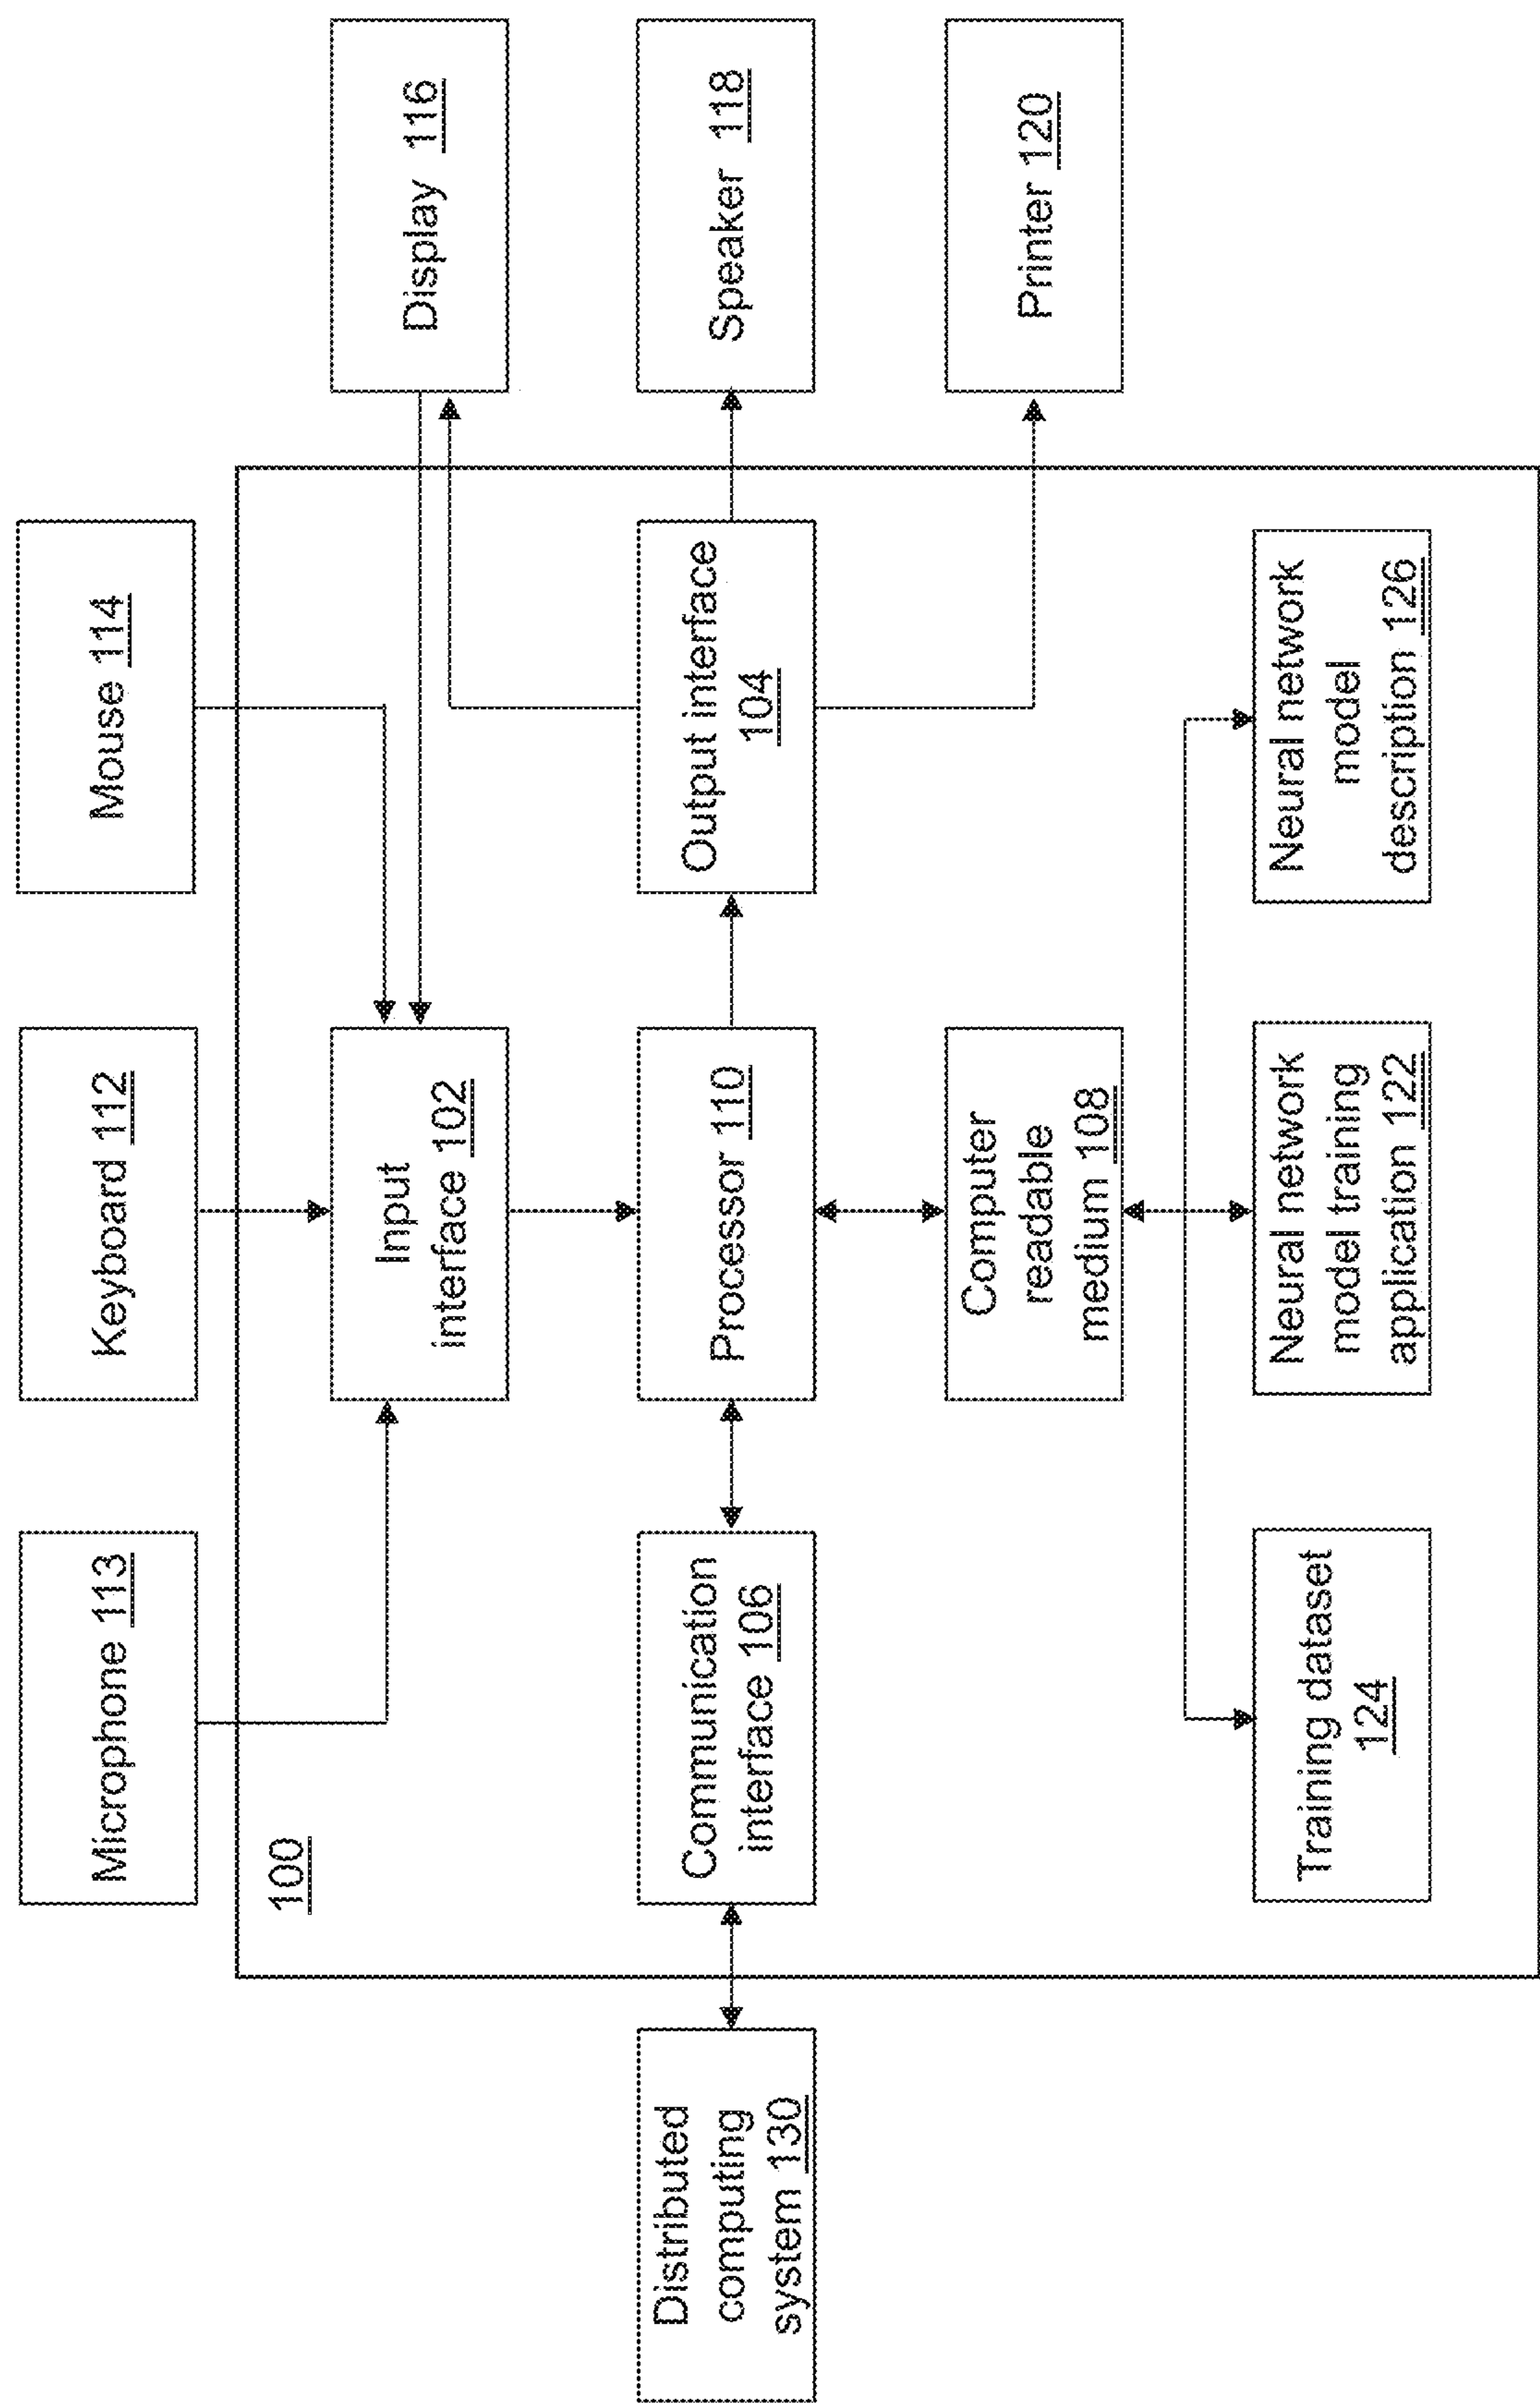 Microphone 113
Keyboard 112
Mouse 114
100
Input
interface 102
Display 116
Distributed
computing
system 130
Communication
interface 106
Processor 110
Output interface
104
Speaker 118
Computer
readable
medium 108
Printer 120
Training dataset
124
Neural network
model training
application 122
Neural network
model
description 126